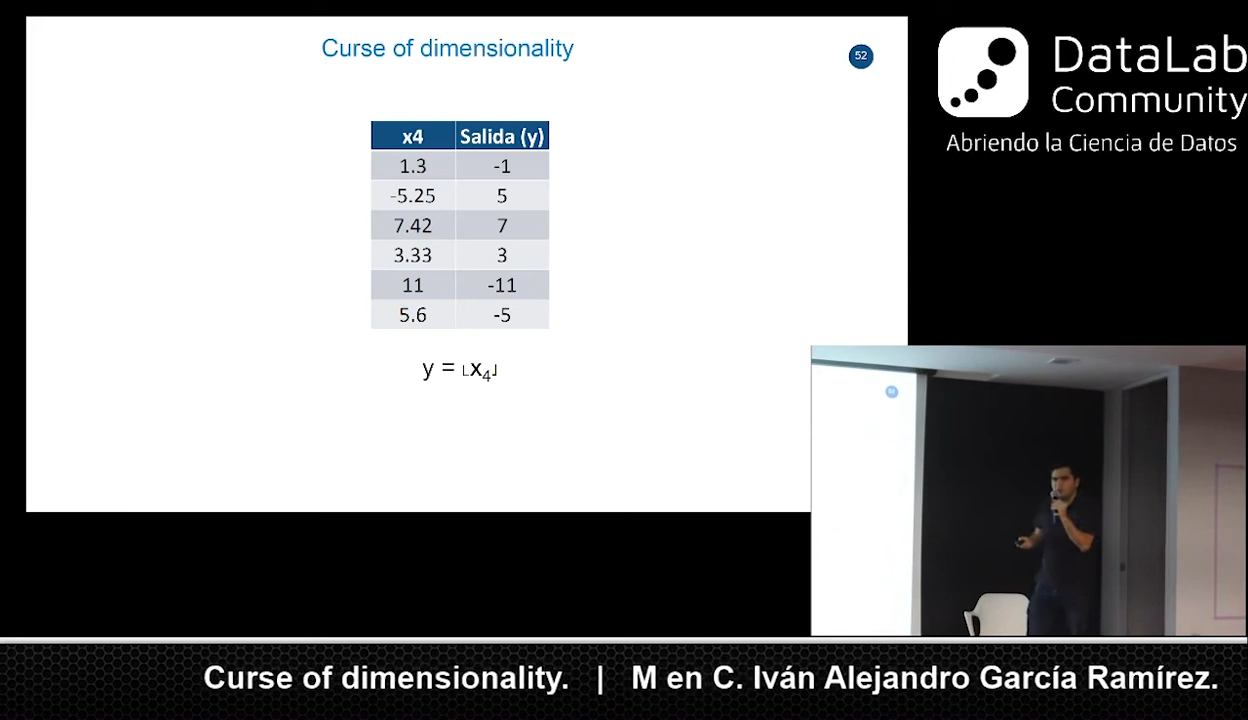 Curse of dimensionality
52
x4 Salida (y)
1.3 -1
-5.25 5
7.42 7
3.33 3
11 -11
5.6 -5
y = ⌞x₄⌟
DataLab
Community
Abriendo la Ciencia de Datos
Curse of dimensionality. | M en C. Iván Alejandro García Ramírez.